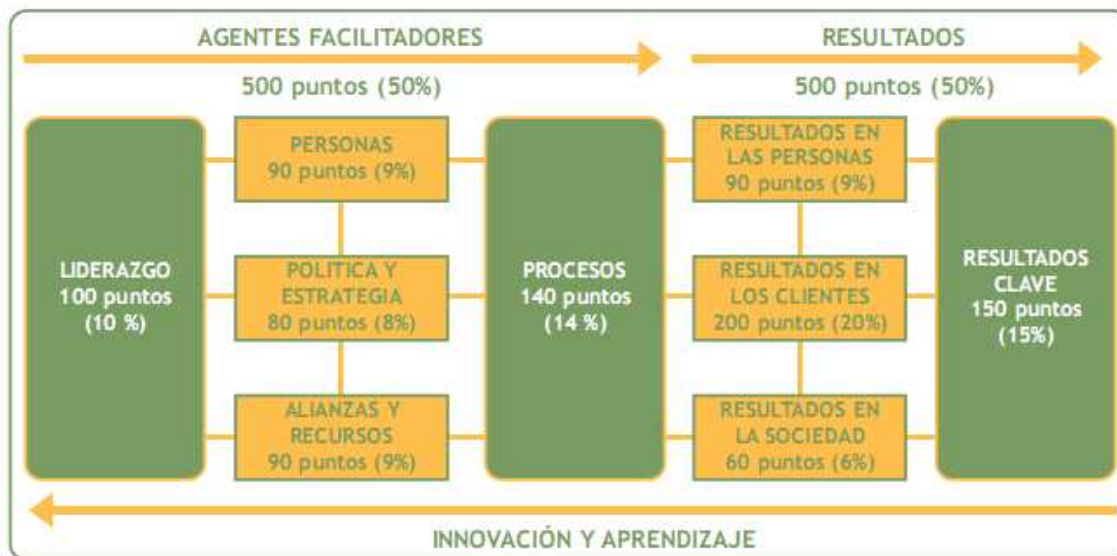 AGENTES FACILITADORES
500 puntos (50%)
RESULTADOS
500 puntos (50%)
LIDERAZGO
100 puntos
(10 %)
PERSONAS
90 puntos (9%)
POLITICA Y
ESTRATEGIA
80 puntos (8%)
ALIANZAS Y
RECURSOS
90 puntos (9%)
PROCESOS
140 puntos
(14 %)
RESULTADOS EN
LAS PERSONAS
90 puntos (9%)
RESULTADOS EN
LOS CLIENTES
200 puntos (20%)
RESULTADOS EN
LA SOCIEDAD
60 puntos (6%)
RESULTADOS
CLAVE
150 puntos
(15%)
INNOVACIÓN Y APRENDIZAJE